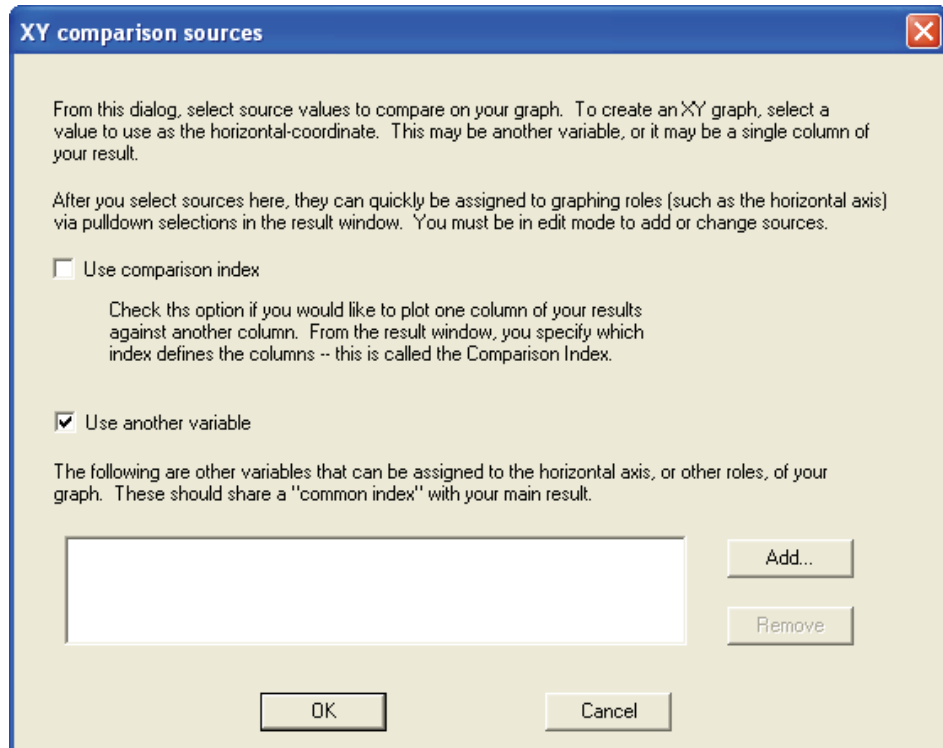 XY comparison sources
From this dialog, select source values to compare on your graph.  To create an XY graph, select a
value to use as the horizontal-coordinate.  This may be another variable, or it may be a single column of
your result.
After you select sources here, they can quickly be assigned to graphing roles (such as the horizontal axis)
via pulldown selections in the result window.  You must be in edit mode to add or change sources.
Use comparison index
Check ths option if you would like to plot one column of your results
against another column.  From the result window, you specify which
index defines the columns -- this is called the Comparison Index.
Use another variable
The following are other variables that can be assigned to the horizontal axis, or other roles, of your
graph.  These should share a "common index" with your main result.
Add...
Remove
OK
Cancel